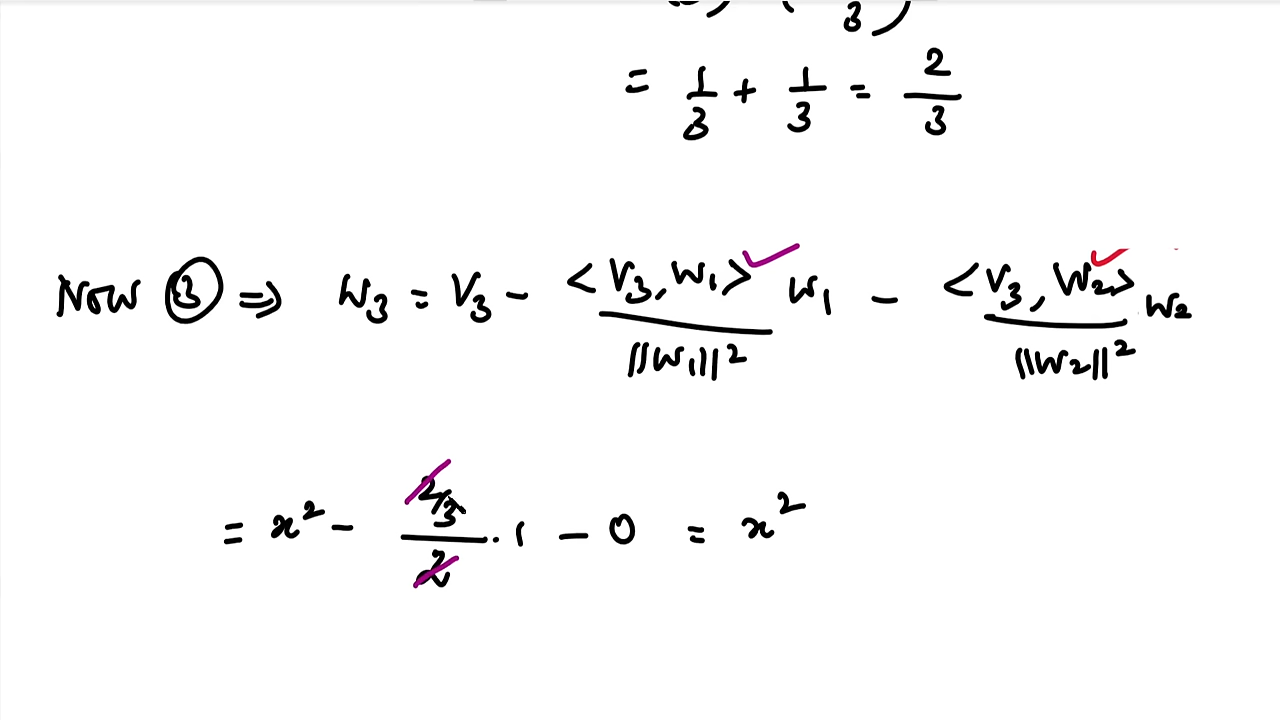 3 )
= 1/3 + 1/3 = 2/3
Now ③ ⇒ W₃ = V₃ - <V₃, W₁>/||W₁||² W₁ - <V₃, W₂>/||W₂||² W₂
= x² - (2/3)/2 . 1 - 0 = x²